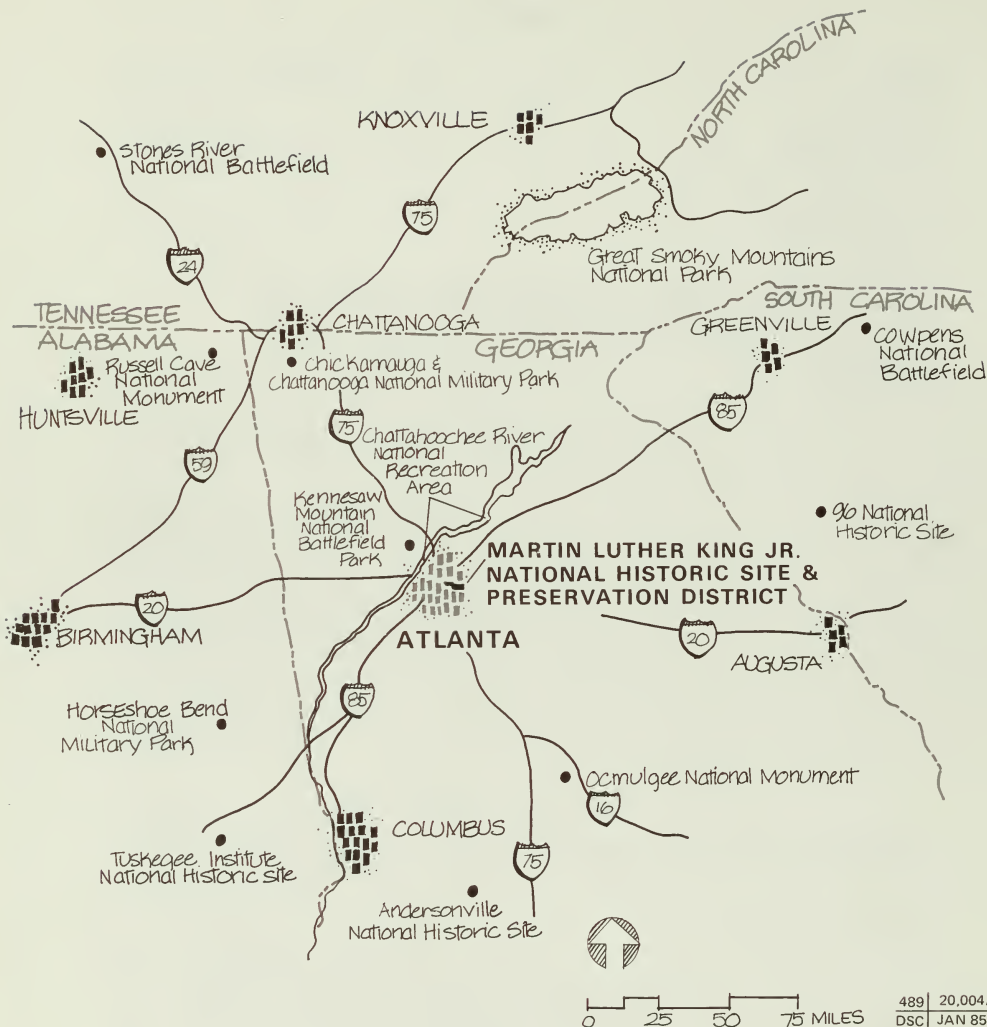 NORTH CAROLINA
KNOXVILLE
Stones River
National Battlefield
75
24
Great Smoky Mountains
National Park
TENNESSEE
ALABAMA
CHATTANOOGA
GEORGIA
SOUTH CAROLINA
GREENVILLE
Cowpens
National
Battlefield
Russell Cave
National
Monument
Chickamauga &
Chattanooga National Military Park
HUNTSVILLE
85
75
59
Chattahoochee River
National
Recreation
Area
Kennesaw
Mountain
National
Battlefield
Park
96 National
Historic Site
MARTIN LUTHER KING JR.
NATIONAL HISTORIC SITE &
PRESERVATION DISTRICT
20
BIRMINGHAM
ATLANTA
20
AUGUSTA
85
Horseshoe Bend
National
Military Park
Ocmulgee National Monument
16
COLUMBUS
Tuskegee Institute
National Historic Site
75
Andersonville
National Historic Site
0 25 50 75 MILES
489 20,004
DSC JAN 85